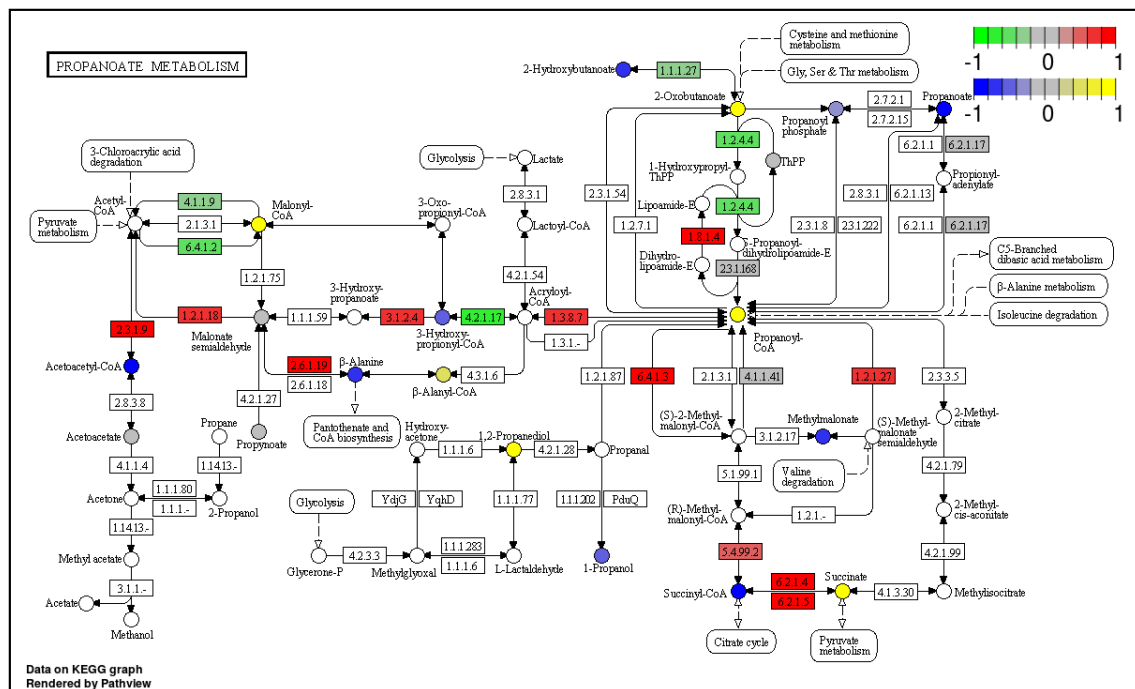 PROPANOATE METABOLISM
Cysteine and methionine
metabolism
Gly, Ser & Thr metabolism
-1 0 1
-1 0 1
2-Hydroxybutanoate
1.1.1.27
2-Oxobutanoate
Propanoyl
phosphate
2.7.2.1
2.7.2.15
Propanoate
3-Chloroacrylic acid
degradation
Glycolysis
Lactate
1.2.4.4
ThPP
1-Hydroxypropyl-
ThPP
6.2.1.1
6.2.1.17
Propionyl-
adenylate
2.8.3.1
2.3.1.54
2.8.3.1
6.2.1.13
Acetyl-
CoA
4.1.1.9
Malonyl-
CoA
3-Oxo-
propionyl-CoA
Lipoamide-E
1.2.4.4
Pyruvate
metabolism
2.1.3.1
Lactoyl-CoA
1.2.7.1
2.3.1.8
2.3.1.222
6.2.1.1
6.2.1.17
6.4.1.2
1.8.1.4
5-Propanoyl-
dihydrolipoamide-E
C5-Branched
dibasic acid metabolism
Dihydro-
lipoamide-E
2.3.1.168
1.2.1.75
4.2.1.54
β-Alanine metabolism
3-Hydroxy-
propanoate
Acryloyl-
CoA
Isoleucine degradation
1.2.1.18
Malonate
semialdehyde
1.1.1.59
3.1.2.4
3-Hydroxy-
propionyl-CoA
4.2.1.17
1.3.8.7
2.3.1.9
1.3.1.-
Propanoyl-
CoA
Acetoacetyl-CoA
2.6.1.19
2.6.1.18
β-Alanine
4.3.1.6
β-Alanyl-CoA
1.2.1.87
6.4.1.3
2.1.3.1
4.1.1.41
1.2.1.27
2.3.3.5
2.8.3.8
4.2.1.27
Pantothenate and
CoA biosynthesis
(S)-2-Methyl-
malonyl-CoA
Methylmalonate
(S)-Methyl-
malonate
semialdehyde
2-Methyl-
citrate
Acetoacetate
Propane
Propynoate
Hydroxy-
acetone
1,2-Propanediol
3.1.2.17
4.1.1.4
1.14.13.-
1.1.1.6
4.2.1.28
Propanal
5.1.99.1
Valine
degradation
4.2.1.79
Acetone
1.1.1.80
1.1.1.-
2-Propanol
Glycolysis
YdjG
YqhD
1.1.1.77
1.1.1.202
PduQ
(R)-Methyl-
malonyl-CoA
1.2.1.-
2-Methyl-
cis-aconitate
1.14.13.-
Methyl acetate
Glycerone-P
4.2.3.3
Methylglyoxal
1.1.1.283
1.1.1.6
L-Lactaldehyde
1-Propanol
5.4.99.2
4.2.1.99
3.1.1.-
Succinyl-CoA
6.2.1.4
6.2.1.5
Succinate
4.1.3.30
Methylisocitrate
Acetate
Methanol
Citrate cycle
Pyruvate
metabolism
Data on KEGG graph
Rendered by Pathview